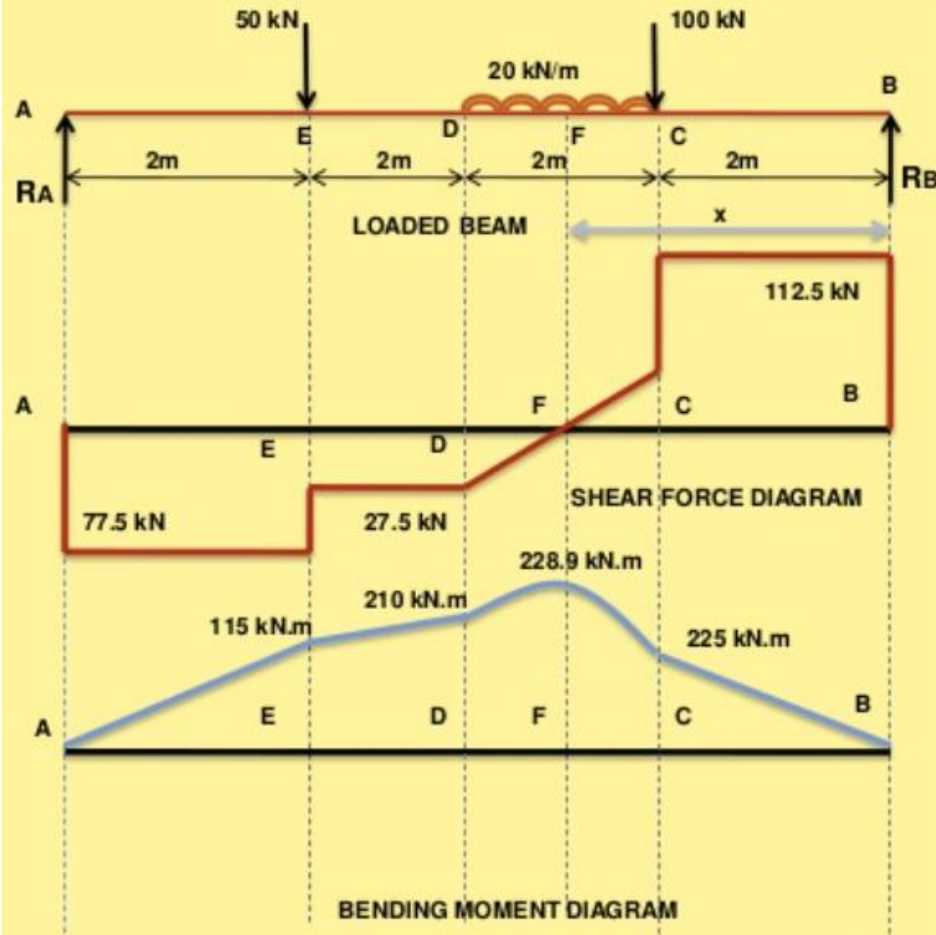 50 kN
100 kN
20 kN/m
A
B
E
D
F
C
2m
2m
2m
2m
RA
RB
LOADED BEAM
x
112.5 kN
A
F
C
B
E
D
77.5 kN
27.5 kN
SHEAR FORCE DIAGRAM
228.9 kN.m
210 kN.m
115 kN.m
225 kN.m
A
E
D
F
C
B
BENDING MOMENT DIAGRAM